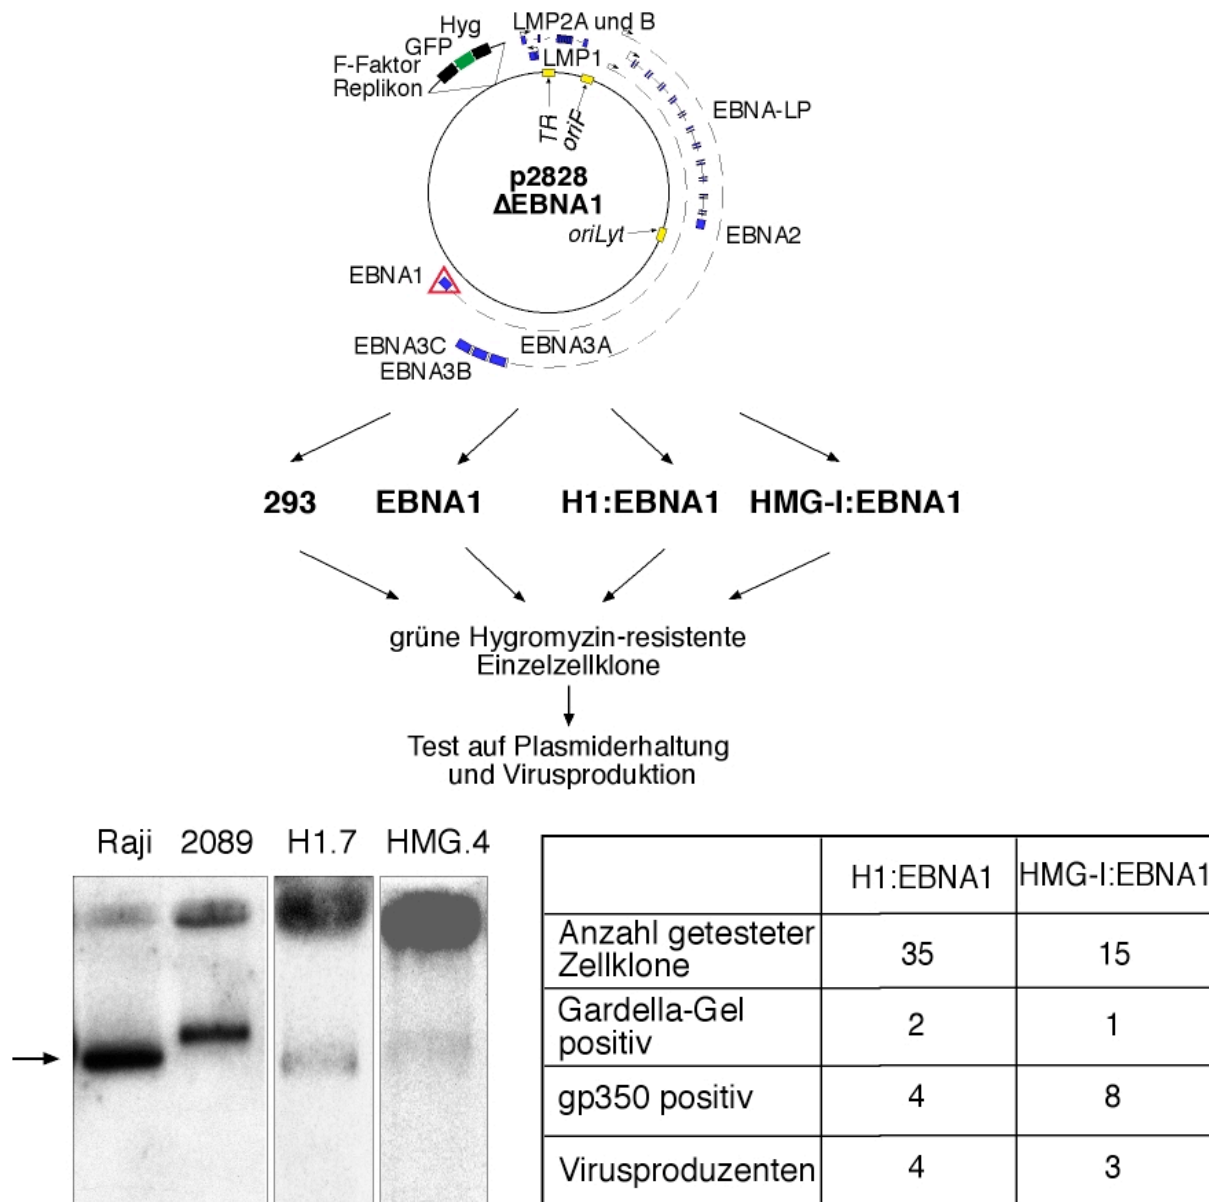 Hyg
GFP
F-Faktor
Replikon
LMP2A und B
LMP1
EBNA-LP
TR
oriF
p2828
ΔEBNA1
oriLyt
EBNA2
EBNA1
EBNA3C
EBNA3B
EBNA3A
293 EBNA1 H1:EBNA1 HMG-I:EBNA1
grüne Hygromyzin-resistente
Einzelzellklone
Test auf Plasmiderhaltung
und Virusproduktion
Raji 2089 H1.7 HMG.4
H1:EBNA1 HMG-I:EBNA1
Anzahl getesteter
Zellklone 35 15
Gardella-Gel
positiv 2 1
gp350 positiv 4 8
Virusproduzenten 4 3